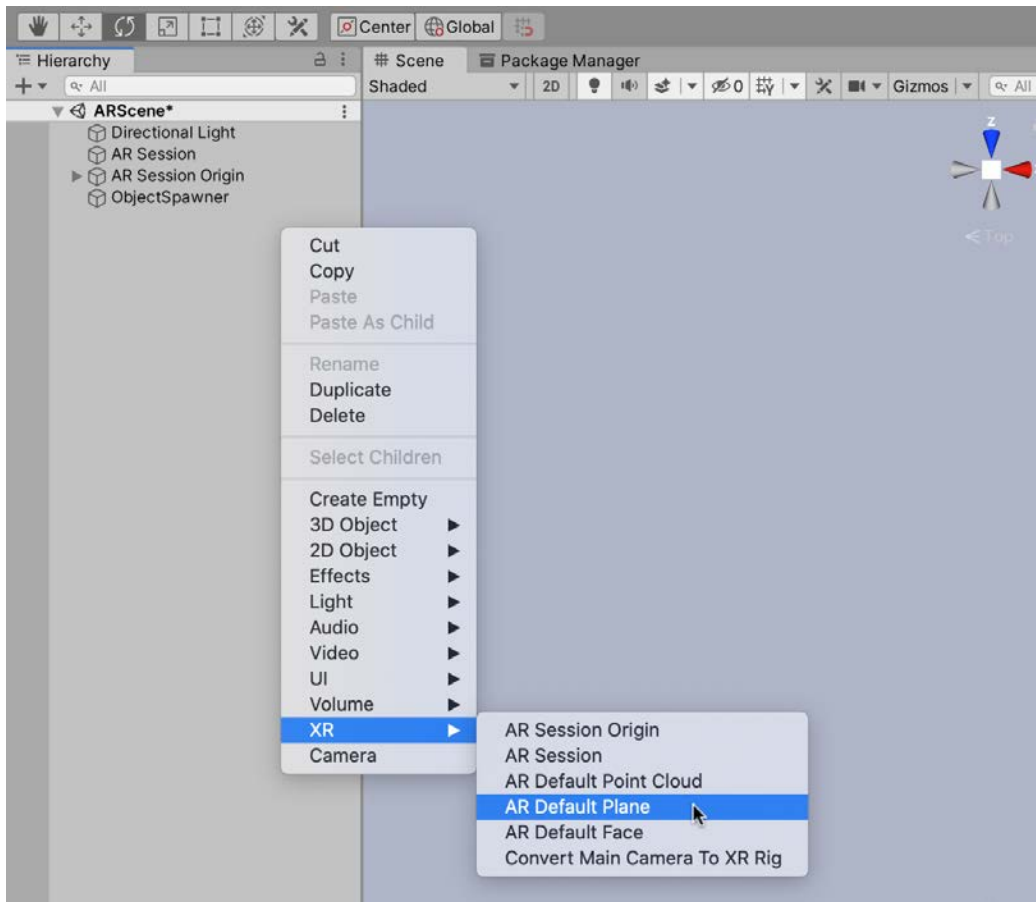 Center Global
Hierarchy
# Scene Package Manager
All
Shaded 2D 0 Gizmos All
ARScene*
Directional Light
AR Session
AR Session Origin
ObjectSpawner
z
Top
Cut
Copy
Paste
Paste As Child
Rename
Duplicate
Delete
Select Children
Create Empty
3D Object
2D Object
Effects
Light
Audio
Video
UI
Volume
XR
Camera
AR Session Origin
AR Session
AR Default Point Cloud
AR Default Plane
AR Default Face
Convert Main Camera To XR Rig